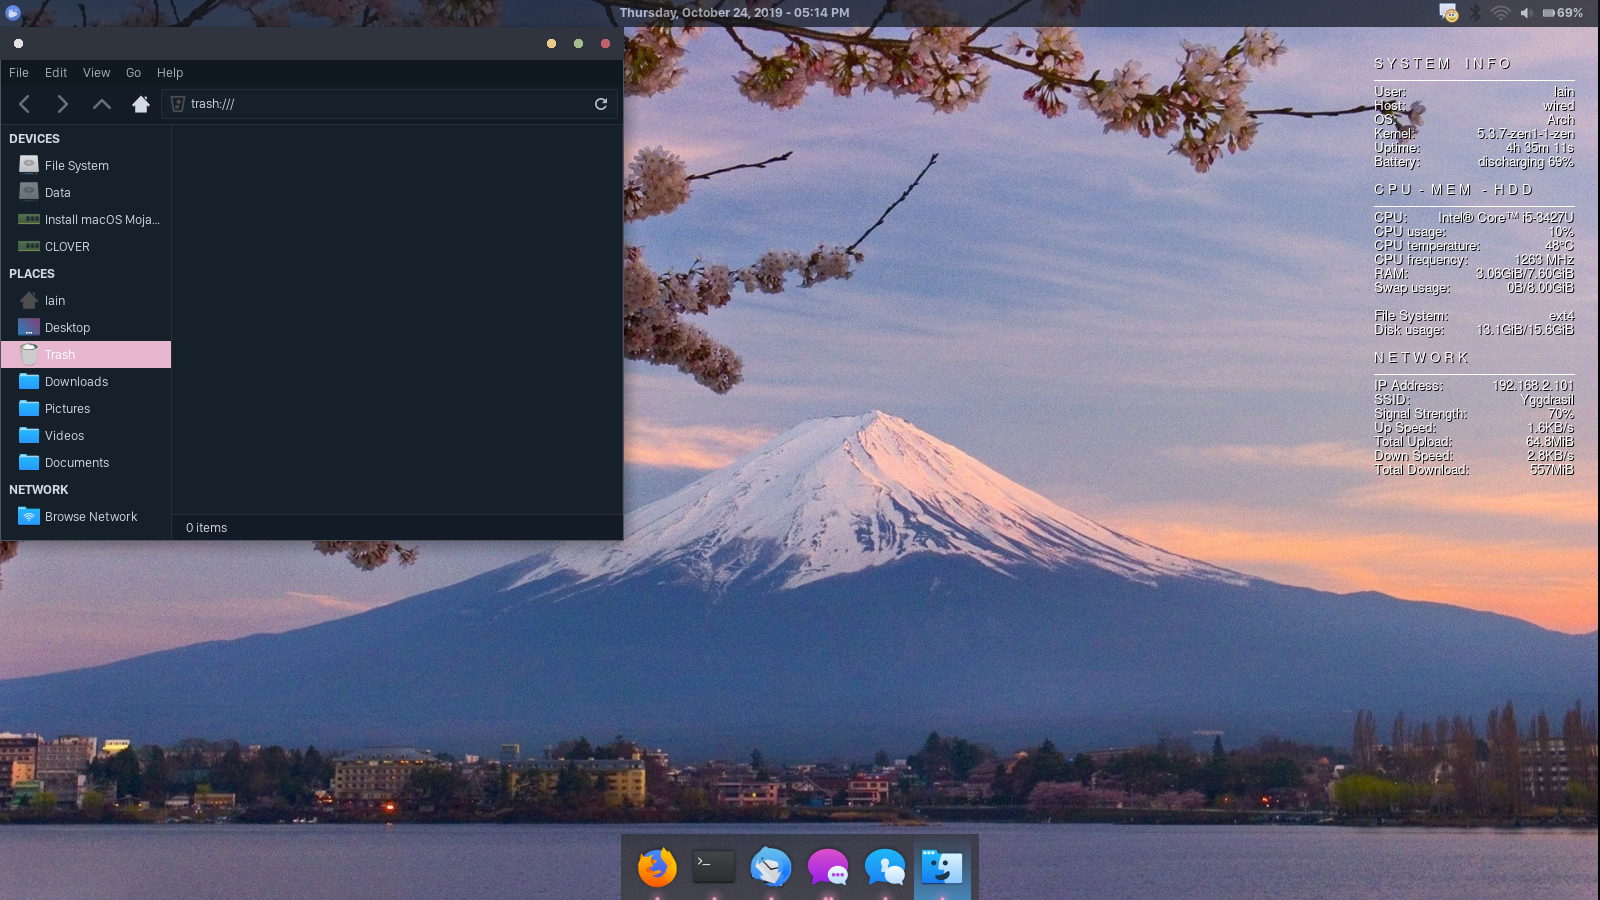 Thursday, October 24, 2019 - 05:14 PM
69%
File Edit View Go Help
trash:///
DEVICES
File System
Data
Install macOS Moja...
CLOVER
PLACES
lain
Desktop
Trash
Downloads
Pictures
Videos
Documents
NETWORK
Browse Network
0 items
SYSTEM INFO
User: lain
Host: wired
OS: Arch
Kernel: 5.3.7-zen1-1-zen
Uptime: 4h 35m 11s
Battery: discharging 69%
CPU - MEM - HDD
CPU: Intel® Core™ i5-3427U
CPU usage: 10%
CPU temperature: 48°C
CPU frequency: 1263 MHz
RAM: 3.06GiB/7.60GiB
Swap usage: 0B/8.00GiB
File System: ext4
Disk usage: 13.1GiB/15.6GiB
NETWORK
IP Address: 192.168.2.101
SSID: Yggdrasil
Signal Strength: 70%
Up Speed: 1.6KB/s
Total Upload: 64.8MiB
Down Speed: 2.8KB/s
Total Download: 557MiB
>_